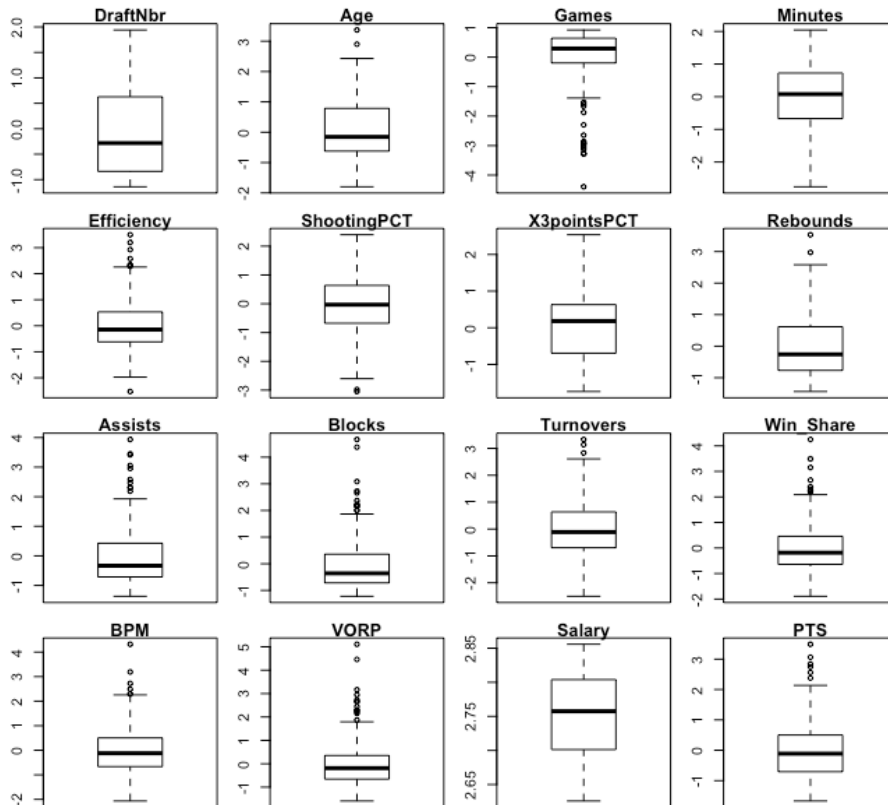 DraftNbr
-1.0 0.0 1.0 2.0
Age
-2 -1 0 1 2 3
Games
-4 -3 -2 -1 0 1
Minutes
-2 -1 0 1 2
Efficiency
-2 -1 0 1 2 3
ShootingPCT
-3 -2 -1 0 1 2
X3pointsPCT
-1 0 1 2
Rebounds
-1 0 1 2 3
Assists
-1 0 1 2 3 4
Blocks
-1 0 1 2 3 4
Turnovers
-2 -1 0 1 2 3
Win_Share
-2 -1 0 1 2 3 4
BPM
-2 0 1 2 3 4
VORP
-1 0 1 2 3 4 5
Salary
2.65 2.75 2.85
PTS
-1 0 1 2 3